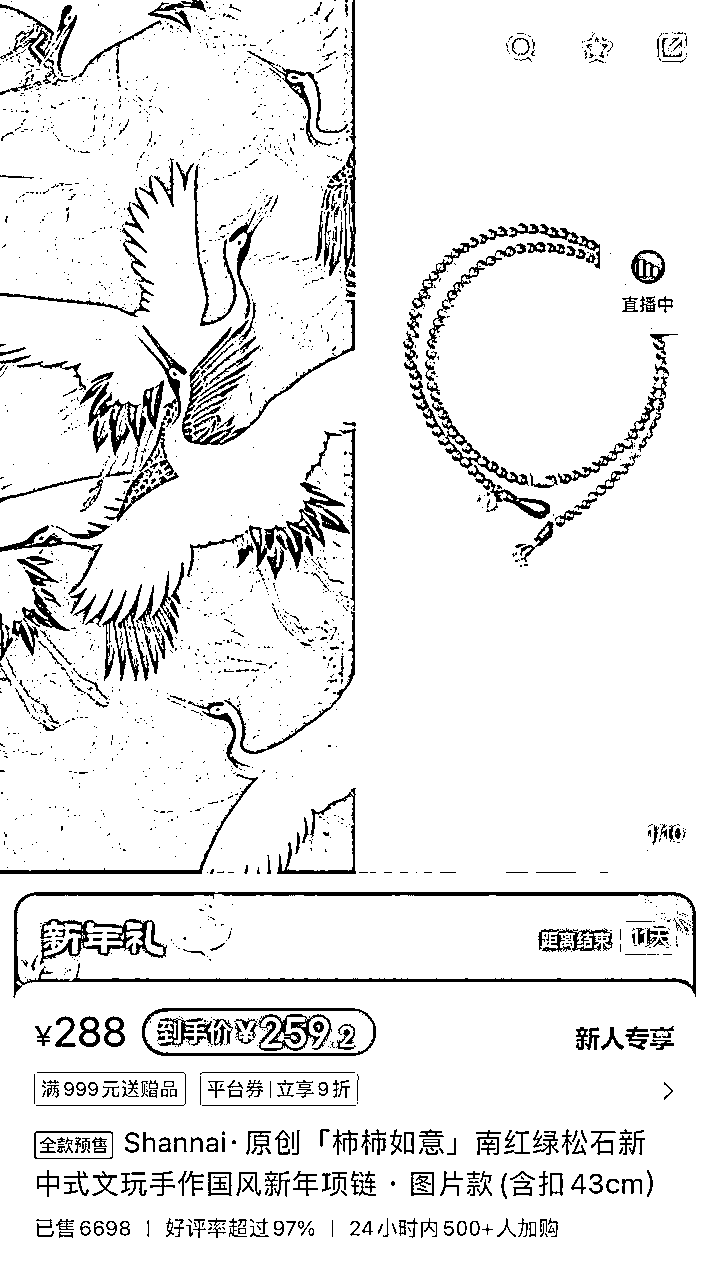 直播中
1/10
新年礼
距离结束 11天
¥288 到手价¥259.2 新人专享
满999元送赠品 平台券|立享9折
全款预售 Shannai·原创「柿柿如意」南红绿松石新
中式文玩手作国风新年项链·图片款(含扣43cm)
已售6698 | 好评率超过97% | 24小时内500+人加购